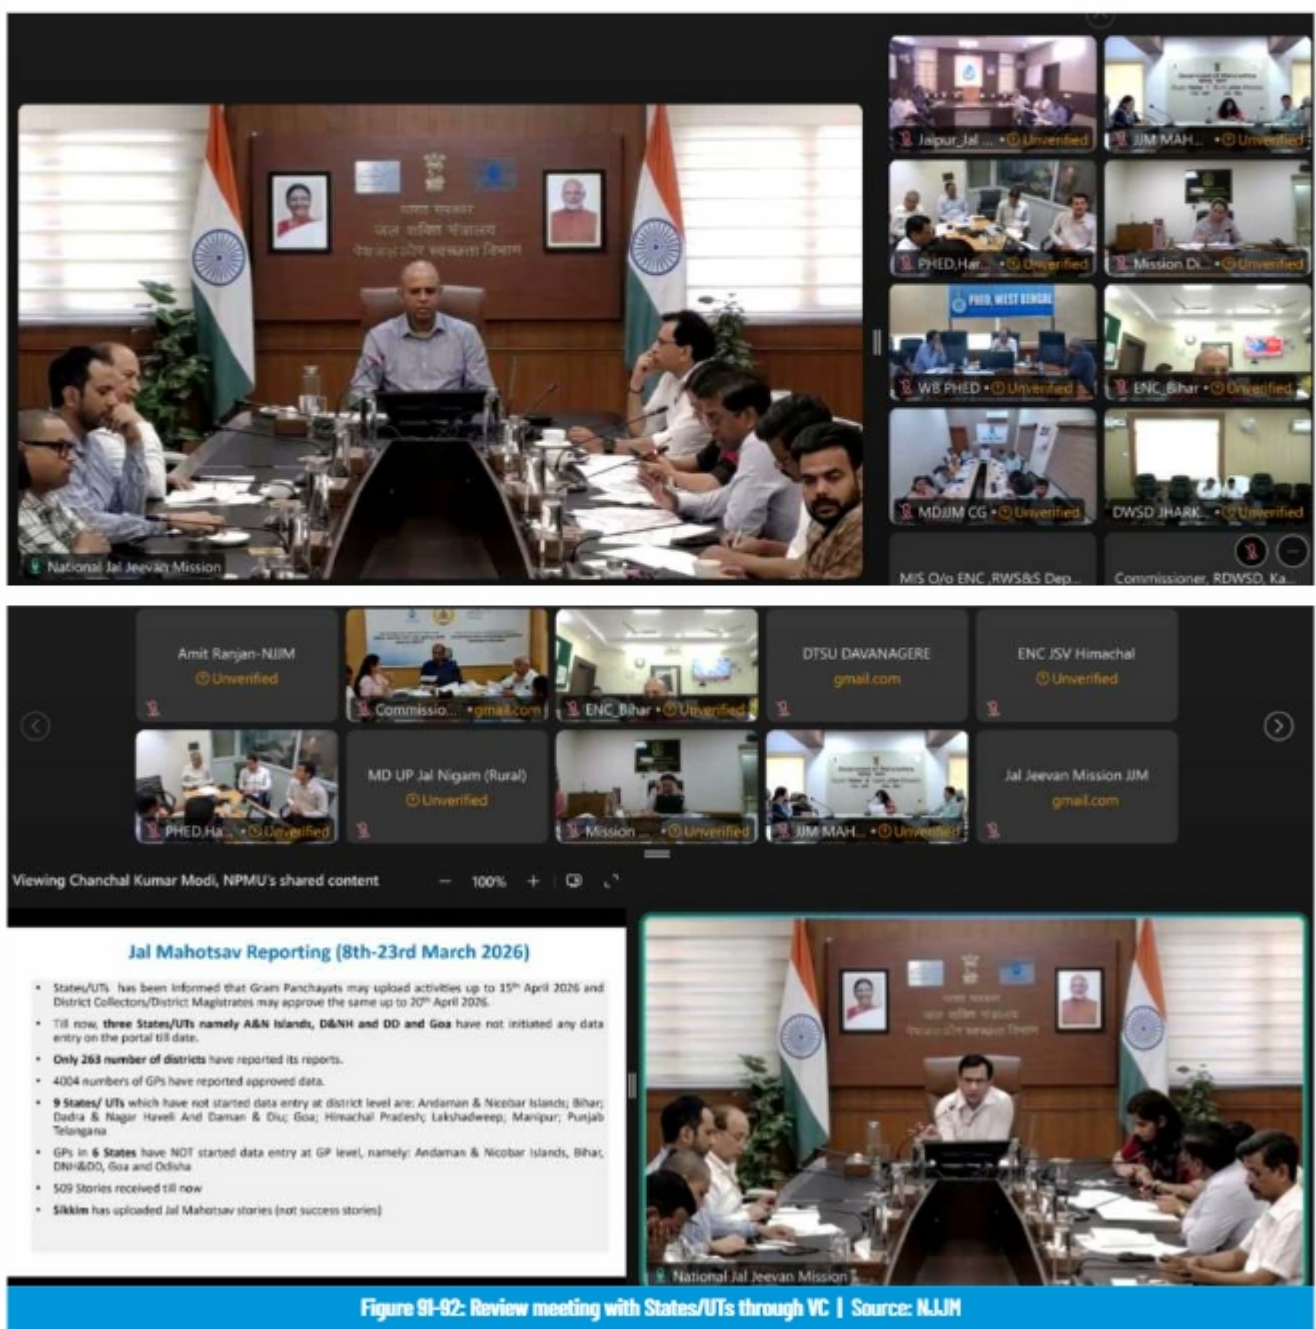 भारत सरकार
जल शक्ति मंत्रालय
पेयजल और स्वच्छता विभाग
National Jal Jeevan Mission
Jaipur_Jal ... • Unverified
JJM MAH... • Unverified
PHED,Har... • Unverified
Mission Di... • Unverified
PHED, WEST BENGAL
WB PHED • Unverified
ENC_Bihar • Unverified
MDJJM CG • Unverified
DWSD JHARK... • Unverified
MIS O/o ENC ,RWS&S Dep...
Commissioner, RDWSD, Ka...
Amit Ranjan-NJJM
Unverified
Commissio... • gmail.com
ENC_Bihar • Unverified
DTSU DAVANAGERE
gmail.com
ENC JSV Himachal
Unverified
PHED,Ha... • Unverified
MD UP Jal Nigam (Rural)
Unverified
Mission ... • Unverified
JJM MAH... • Unverified
Jal Jeevan Mission JJM
gmail.com
Viewing Chanchal Kumar Modi, NPMU's shared content
— 100% +
Jal Mahotsav Reporting (8th-23rd March 2026)
• States/UTs has been informed that Gram Panchayats may upload activities up to 15th April 2026 and
District Collectors/District Magistrates may approve the same up to 20th April 2026.
• Till now, three States/UTs namely A&N Islands, D&NH and DD and Goa have not initiated any data
entry on the portal till date.
• Only 263 number of districts have reported its reports.
• 4004 numbers of GPs have reported approved data.
• 9 States/ UTs which have not started data entry at district level are: Andaman & Nicobar Islands; Bihar;
Dadra & Nagar Haveli And Daman & Diu; Goa; Himachal Pradesh; Lakshadweep; Manipur; Punjab
Telangana
• GPs in 6 States have NOT started data entry at GP level, namely: Andaman & Nicobar Islands, Bihar,
DNH&DD, Goa and Odisha
• 509 Stories received till now
• Sikkim has uploaded Jal Mahotsav stories (not success stories)
National Jal Jeevan Mission
Figure 91-92: Review meeting with States/UTs through VC | Source: NJJM